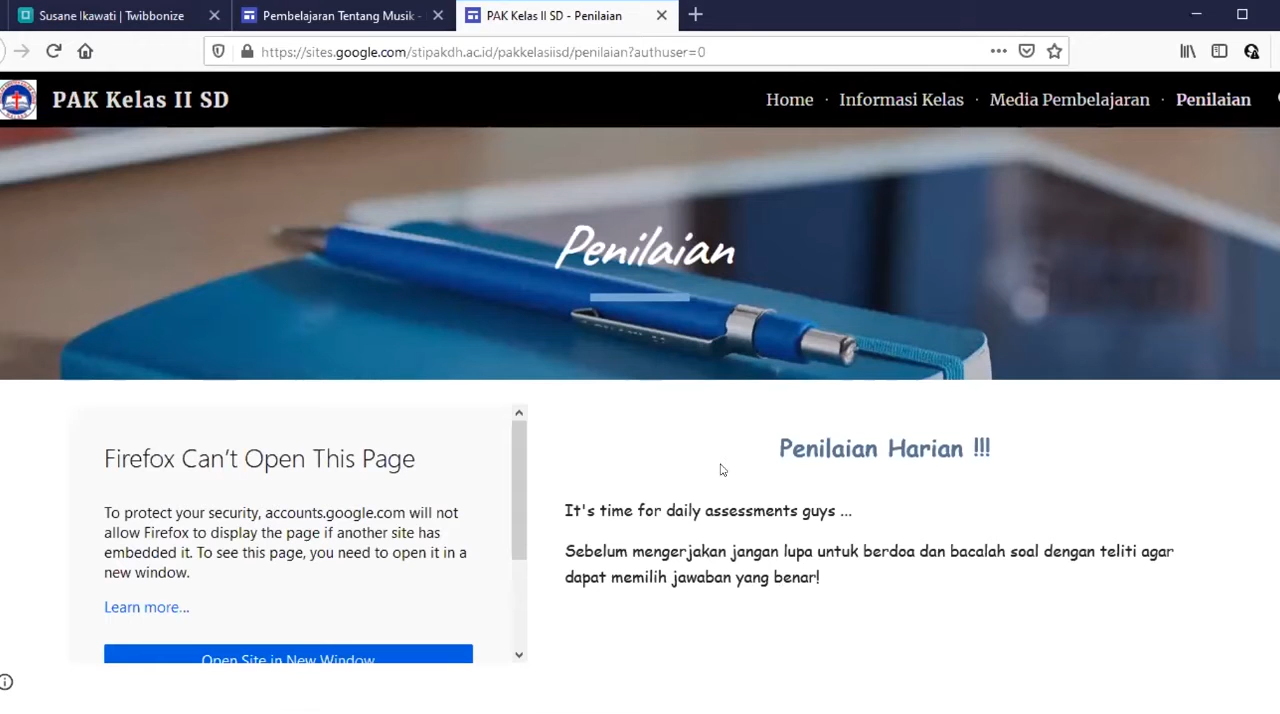 Susane Ikawati | Twibbonize
Pembelajaran Tentang Musik -
PAK Kelas II SD - Penilaian
https://sites.google.com/stipakdh.ac.id/pakkelasiisd/penilaian?authuser=0
PAK Kelas II SD
Home · Informasi Kelas · Media Pembelajaran · Penilaian
Penilaian
Firefox Can't Open This Page
To protect your security, accounts.google.com will not
allow Firefox to display the page if another site has
embedded it. To see this page, you need to open it in a
new window.
Learn more...
Open Site in New Window
Penilaian Harian !!!
It's time for daily assessments guys ...
Sebelum mengerjakan jangan lupa untuk berdoa dan bacalah soal dengan teliti agar
dapat memilih jawaban yang benar!